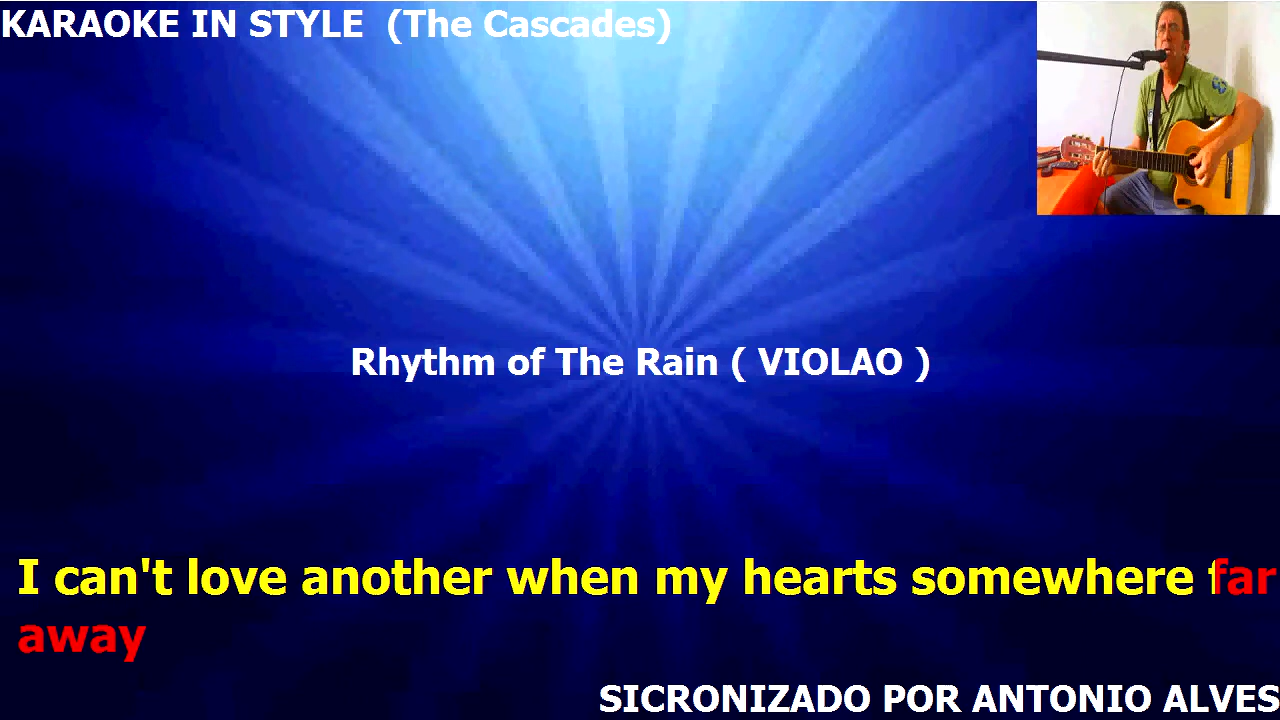 KARAOKE IN STYLE (The Cascades)
Rhythm of The Rain ( VIOLAO )
I can't love another when my hearts somewhere far
away
SICRONIZADO POR ANTONIO ALVES